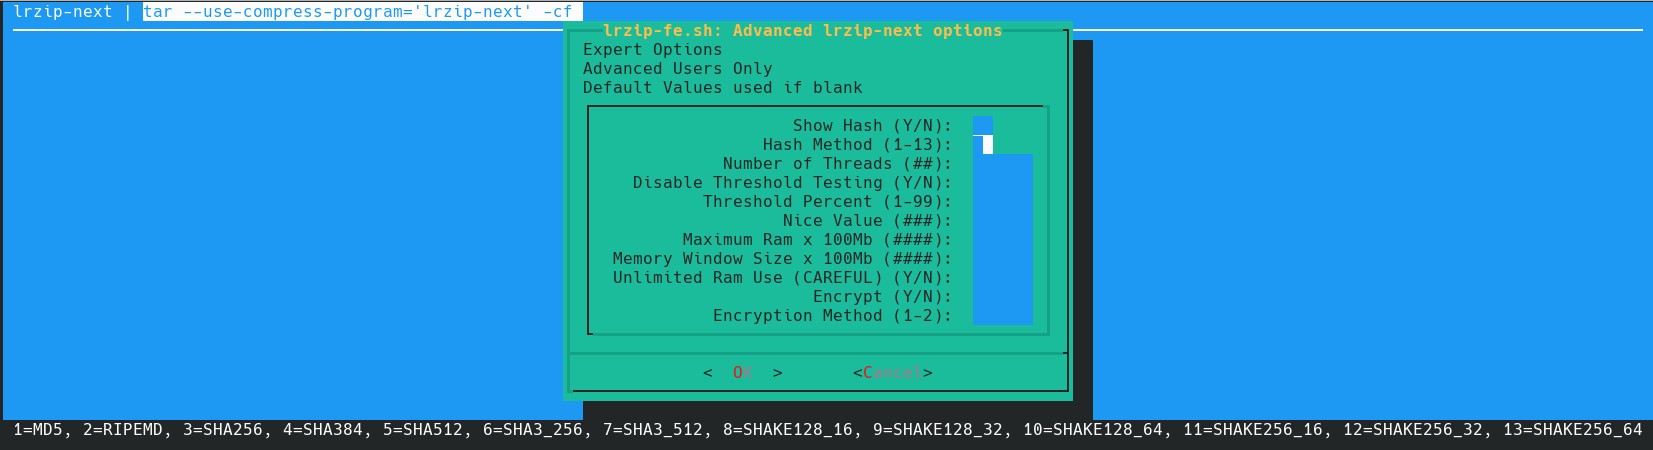 lrzip-next | tar --use-compress-program='lrzip-next' -cf
lrzip-fe.sh: Advanced lrzip-next options
Expert Options
Advanced Users Only
Default Values used if blank
Show Hash (Y/N):
Hash Method (1-13):
Number of Threads (##):
Disable Threshold Testing (Y/N):
Threshold Percent (1-99):
Nice Value (###):
Maximum Ram x 100Mb (####):
Memory Window Size x 100Mb (####):
Unlimited Ram Use (CAREFUL) (Y/N):
Encrypt (Y/N):
Encryption Method (1-2):
< OK > <Cancel>
1=MD5, 2=RIPEMD, 3=SHA256, 4=SHA384, 5=SHA512, 6=SHA3_256, 7=SHA3_512, 8=SHAKE128_16, 9=SHAKE128_32, 10=SHAKE128_64, 11=SHAKE256_16, 12=SHAKE256_32, 13=SHAKE256_64